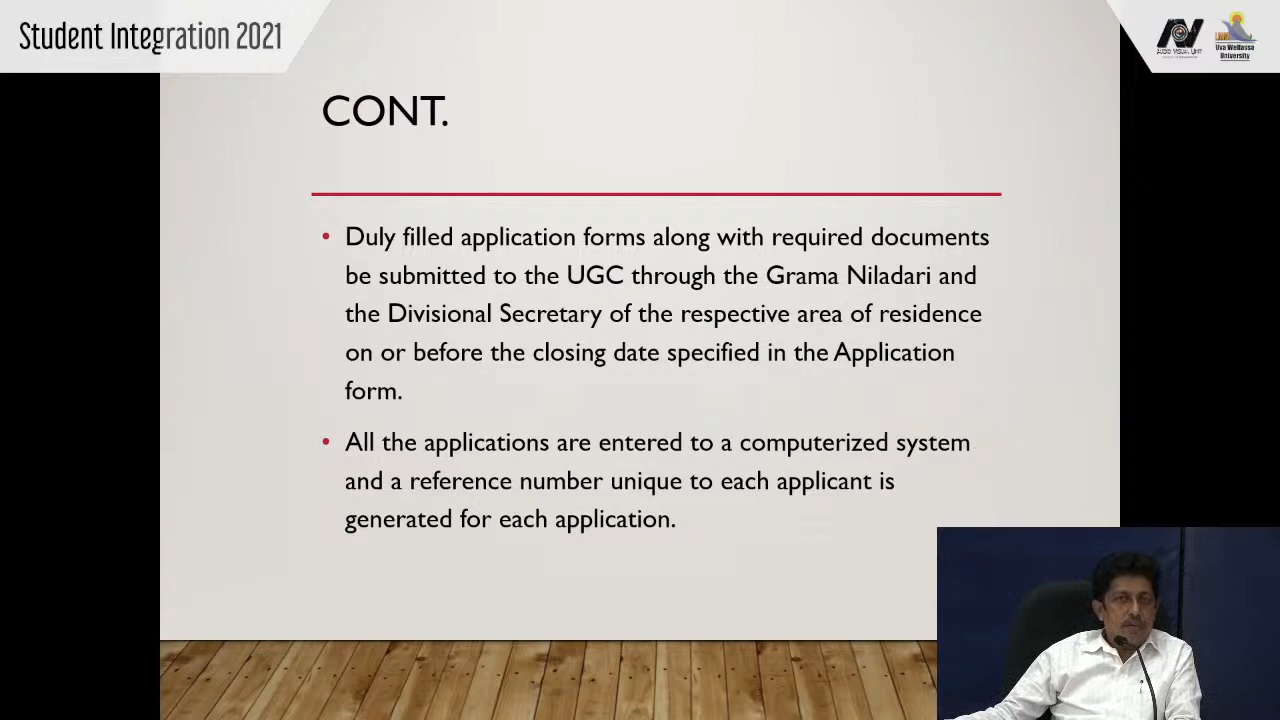 Student Integration 2021
AUDIO VISUAL UNIT
Uva Wellassa
University
CONT.
• Duly filled application forms along with required documents
be submitted to the UGC through the Grama Niladari and
the Divisional Secretary of the respective area of residence
on or before the closing date specified in the Application
form.
• All the applications are entered to a computerized system
and a reference number unique to each applicant is
generated for each application.